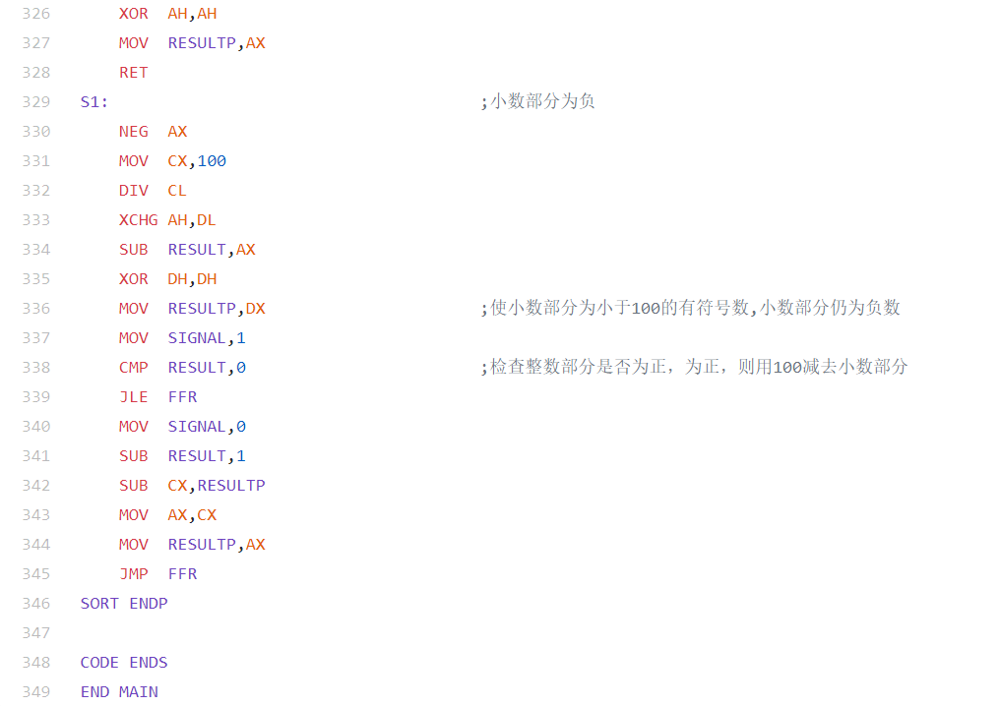 326 XOR AH,AH
327 MOV RESULTP,AX
328 RET
329 S1: ;小数部分为负
330 NEG AX
331 MOV CX,100
332 DIV CL
333 XCHG AH,DL
334 SUB RESULT,AX
335 XOR DH,DH
336 MOV RESULTP,DX ;使小数部分为小于100的有符号数,小数部分仍为负数
337 MOV SIGNAL,1
338 CMP RESULT,0 ;检查整数部分是否为正，为正，则用100减去小数部分
339 JLE FFR
340 MOV SIGNAL,0
341 SUB RESULT,1
342 SUB CX,RESULTP
343 MOV AX,CX
344 MOV RESULTP,AX
345 JMP FFR
346 SORT ENDP
347
348 CODE ENDS
349 END MAIN